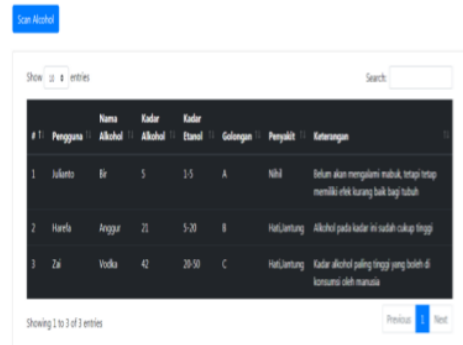 Scan Alcohol
Show 10 entries
Search:
# Pengguna Nama Alkohol Kadar Alkohol Kadar Etanol Golongan Penyakit Keterangan
1 Julianto Bir 5 1-5 A Nihil Belum akan mengalami mabuk, tetapi tetap
memiliki efek kurang baik bagi tubuh
2 Harefa Anggur 21 5-20 B Hati,Jantung Alkohol pada kadar ini sudah cukup tinggi
3 Zai Vodka 42 20-50 C Hati,Jantung Kadar alkohol paling tinggi yang boleh di
konsumsi oleh manusia
Showing 1 to 3 of 3 entries
Previous 1 Next